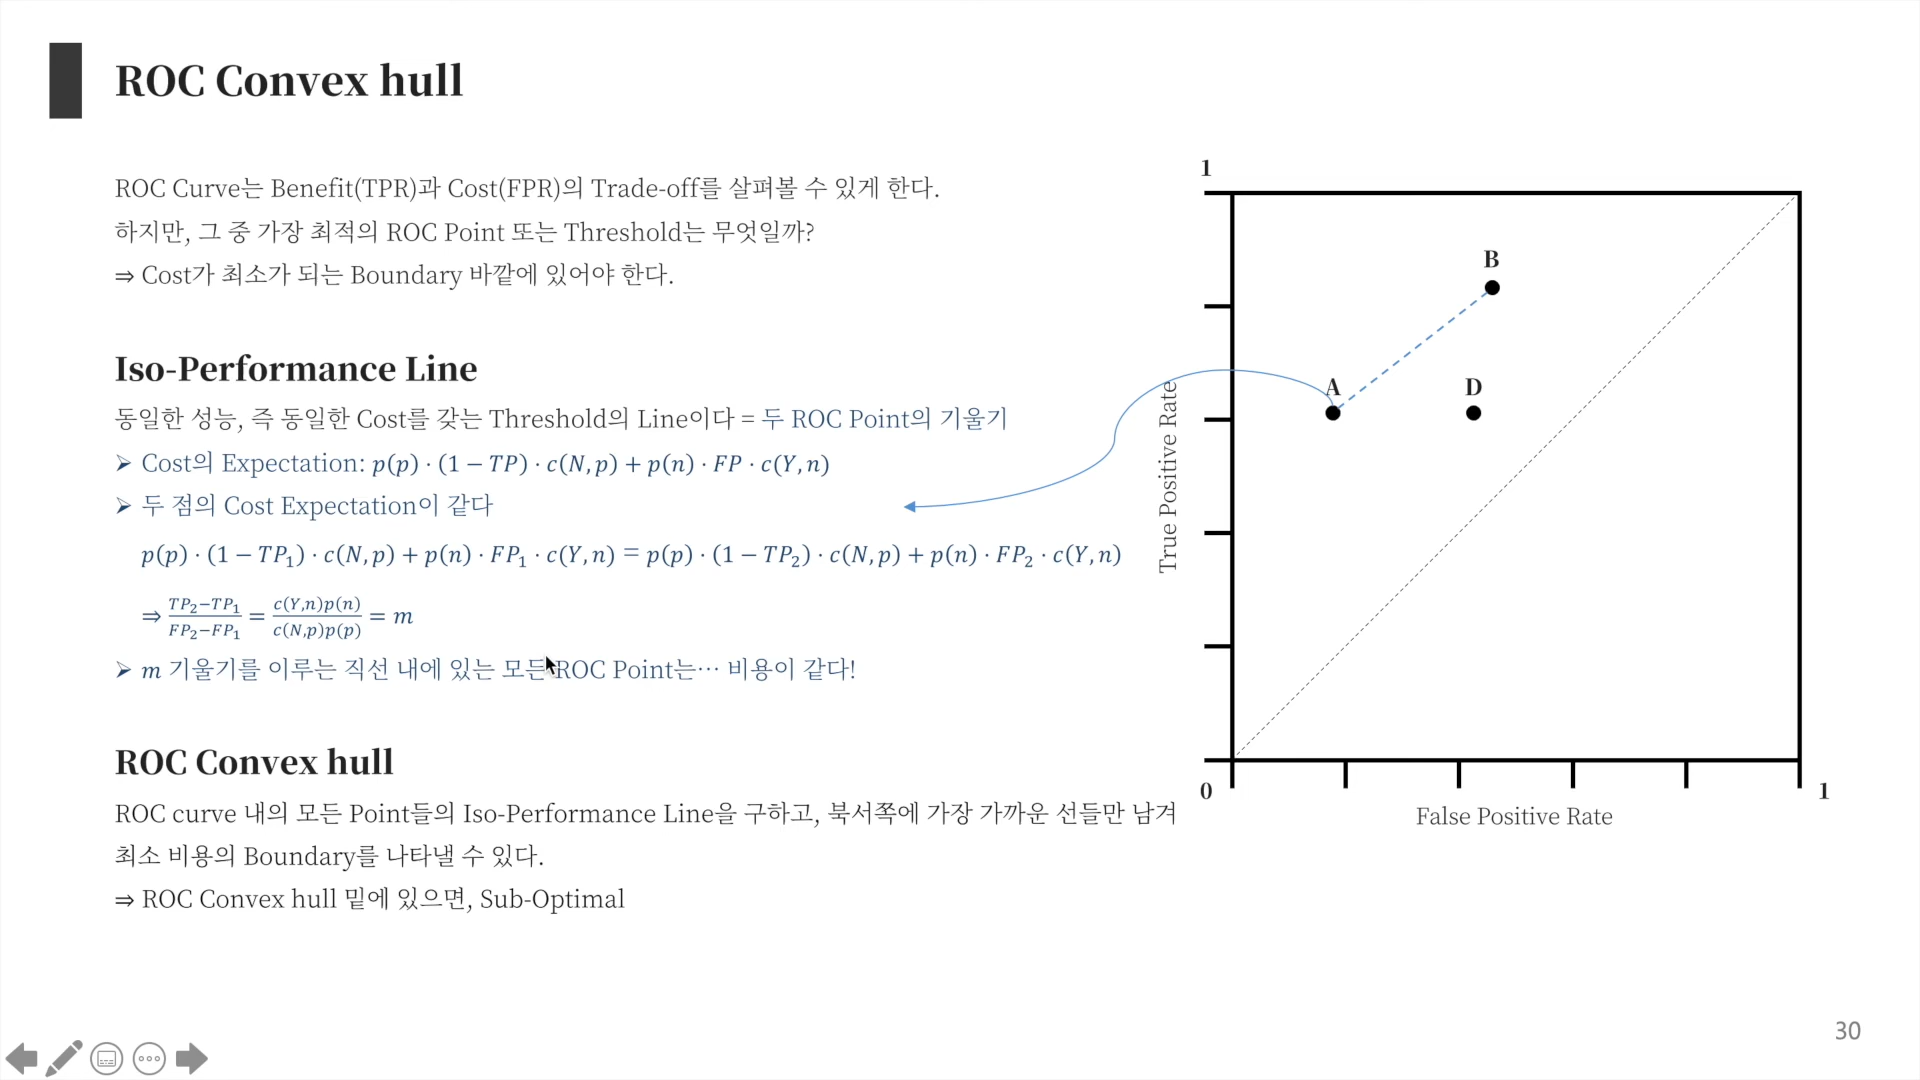 ROC Convex hull
ROC Curve는 Benefit(TPR)과 Cost(FPR)의 Trade-off를 살펴볼 수 있게 한다.
하지만, 그 중 가장 최적의 ROC Point 또는 Threshold는 무엇일까?
⇒ Cost가 최소가 되는 Boundary 바깥에 있어야 한다.
Iso-Performance Line
동일한 성능, 즉 동일한 Cost를 갖는 Threshold의 Line이다 = 두 ROC Point의 기울기
➢ Cost의 Expectation: p(p) · (1 − TP) · c(N, p) + p(n) · FP · c(Y, n)
➢ 두 점의 Cost Expectation이 같다
p(p) · (1 − TP₁) · c(N, p) + p(n) · FP₁ · c(Y, n) = p(p) · (1 − TP₂) · c(N, p) + p(n) · FP₂ · c(Y, n)
⇒ (TP₂−TP₁)/(FP₂−FP₁) = c(Y,n)p(n)/c(N,p)p(p) = m
➢ m 기울기를 이루는 직선 내에 있는 모든 ROC Point는… 비용이 같다!
ROC Convex hull
ROC curve 내의 모든 Point들의 Iso-Performance Line을 구하고, 북서쪽에 가장 가까운 선들만 남겨
최소 비용의 Boundary를 나타낼 수 있다.
⇒ ROC Convex hull 밑에 있으면, Sub-Optimal
1
B
A
D
True Positive Rate
0
1
False Positive Rate
30